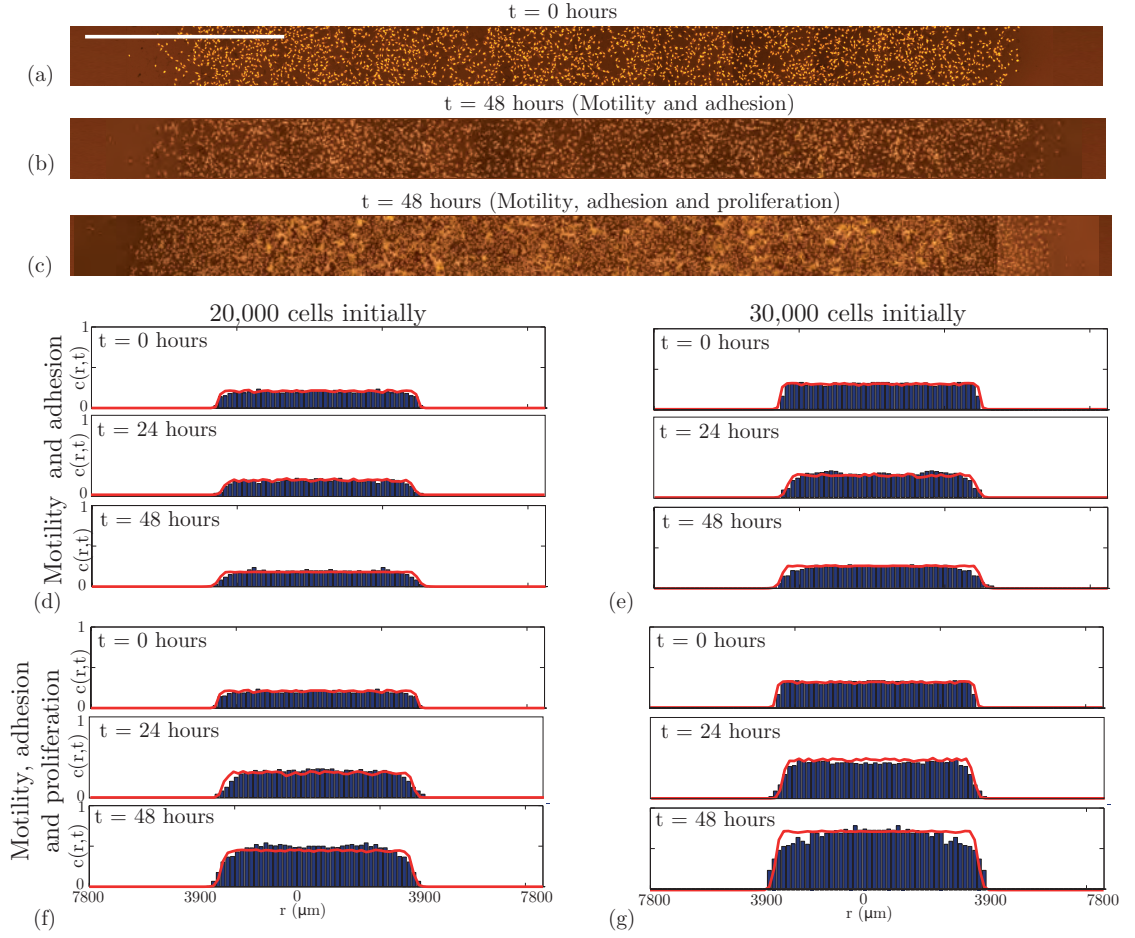 t = 0 hours
(a)
t = 48 hours (Motility and adhesion)
(b)
t = 48 hours (Motility, adhesion and proliferation)
(c)
20,000 cells initially
30,000 cells initially
Motility and adhesion
1
t = 0 hours
c(r,t)
0
1
t = 24 hours
c(r,t)
0
1
t = 48 hours
c(r,t)
0
(d)
t = 0 hours
t = 24 hours
t = 48 hours
(e)
Motility, adhesion
and proliferation
1
t = 0 hours
c(r,t)
0
1
t = 24 hours
c(r,t)
0
1
t = 48 hours
c(r,t)
0
7800 3900 0 3900 7800
r (μm)
(f)
t = 0 hours
t = 24 hours
t = 48 hours
7800 3900 0 3900 7800
r (μm)
(g)